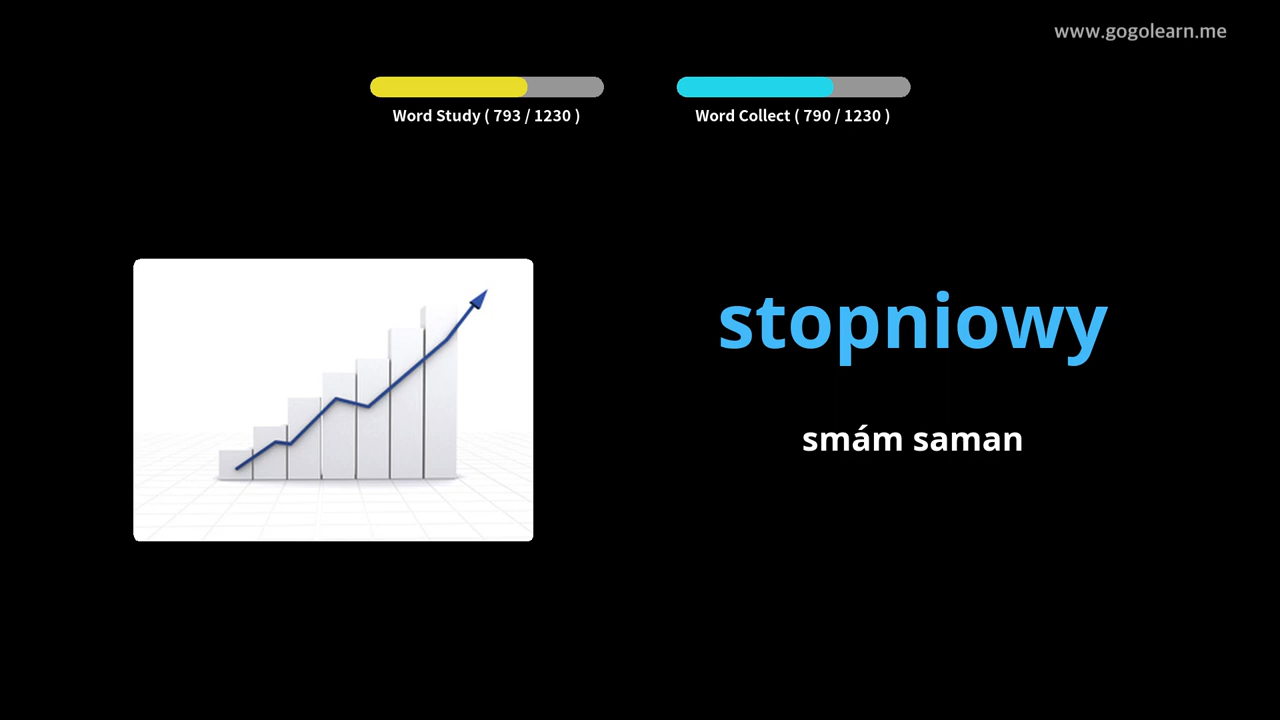 www.gogolearn.me
Word Study ( 793 / 1230 )
Word Collect ( 790 / 1230 )
stopniowy
smám saman